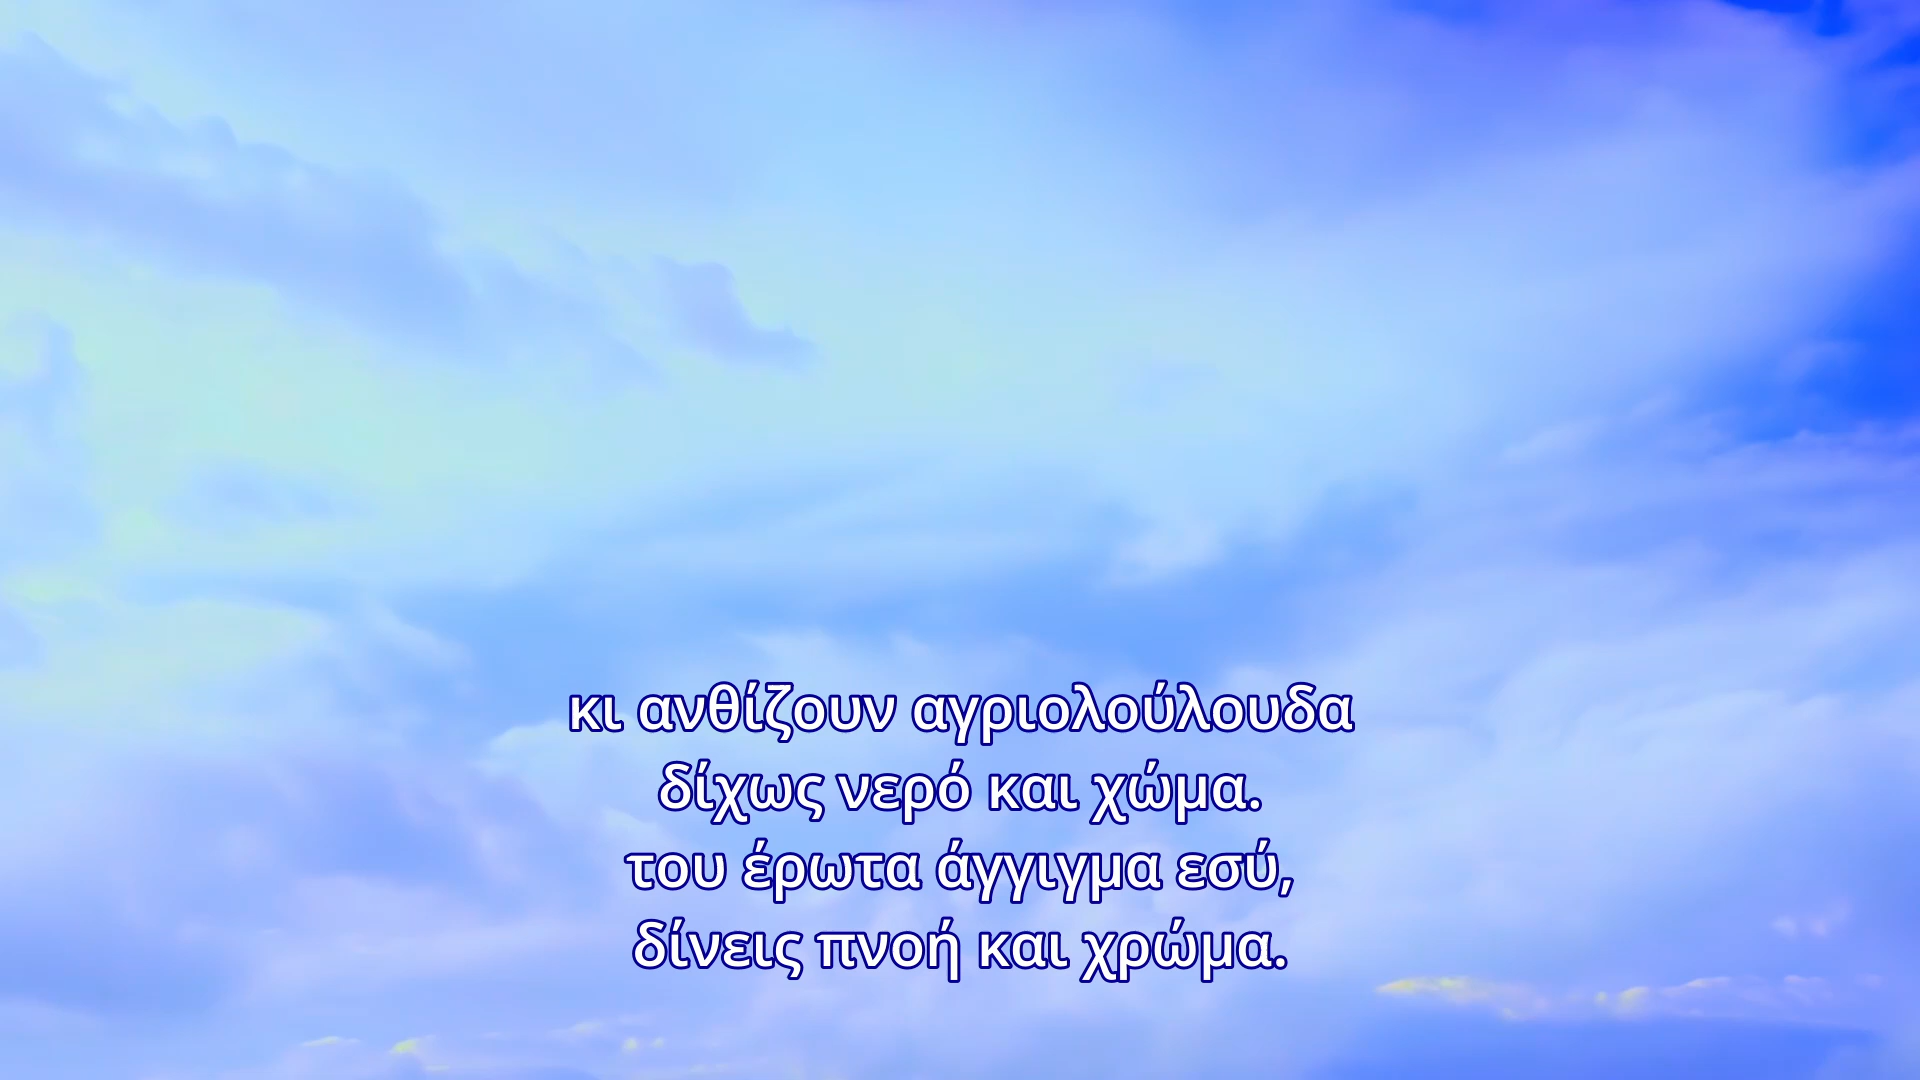 κι ανθίζουν αγριολούλουδα
δίχως νερό και χώμα.
του έρωτα άγγιγμα εσύ,
δίνεις πνοή και χρώμα.